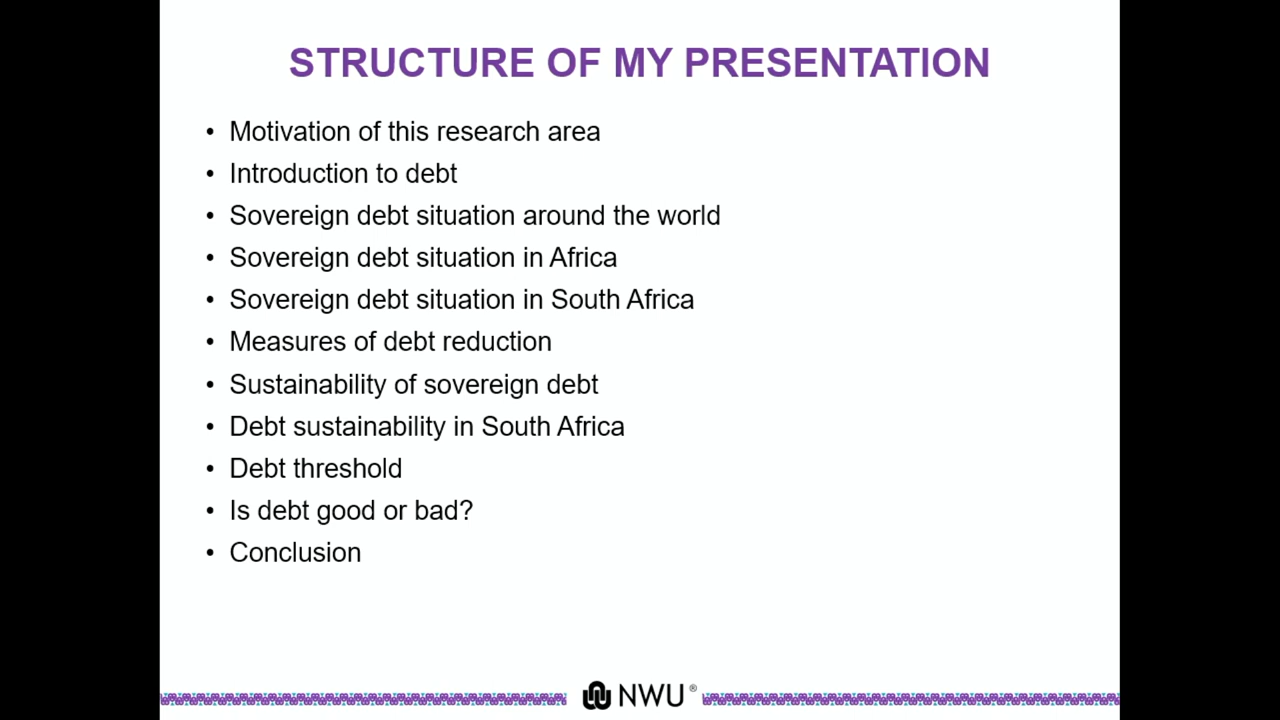 STRUCTURE OF MY PRESENTATION
• Motivation of this research area
• Introduction to debt
• Sovereign debt situation around the world
• Sovereign debt situation in Africa
• Sovereign debt situation in South Africa
• Measures of debt reduction
• Sustainability of sovereign debt
• Debt sustainability in South Africa
• Debt threshold
• Is debt good or bad?
• Conclusion
NWU®